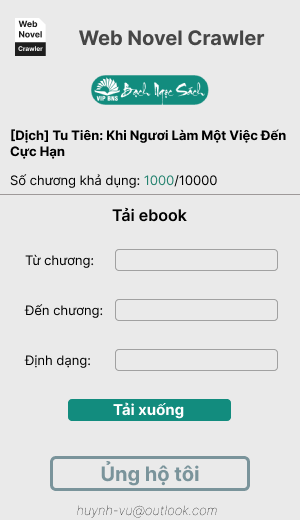 Web
Novel
Crawler
Web Novel Crawler
VIP BNS
Bạch Ngọc Sách
[Dịch] Tu Tiên: Khi Ngươi Làm Một Việc Đến
Cực Hạn
Số chương khả dụng: 1000/10000
Tải ebook
Từ chương:
Đến chương:
Định dạng:
Tải xuống
Ủng hộ tôi
huynh-vu@outlook.com